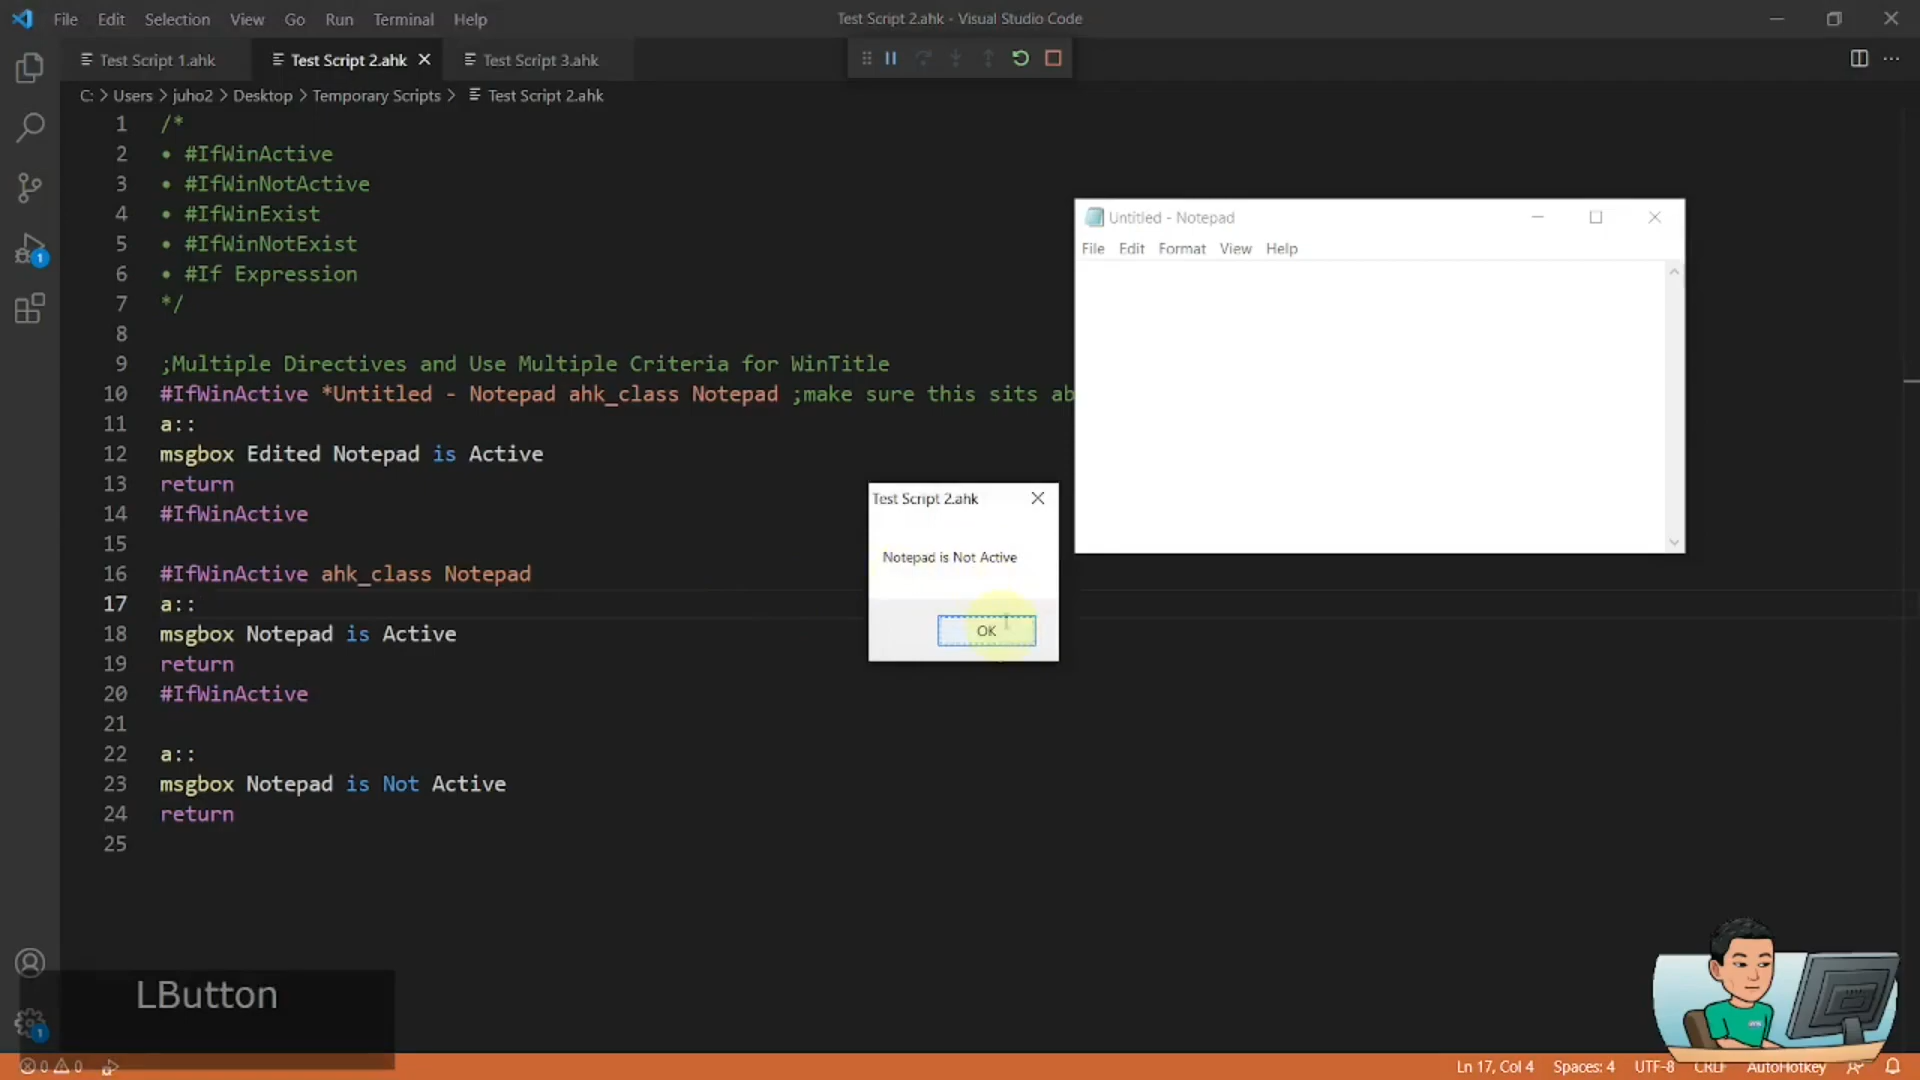 File Edit Selection View Go Run Terminal Help
Test Script 2.ahk - Visual Studio Code
Test Script 1.ahk
Test Script 2.ahk
Test Script 3.ahk
C: > Users > juho2 > Desktop > Temporary Scripts > Test Script 2.ahk
1 /*
2 • #IfWinActive
3 • #IfWinNotActive
4 • #IfWinExist
5 • #IfWinNotExist
6 • #If Expression
7 */
8
9 ;Multiple Directives and Use Multiple Criteria for WinTitle
10 #IfWinActive *Untitled - Notepad ahk_class Notepad ;make sure this sits ab
11 a::
12 msgbox Edited Notepad is Active
13 return
14 #IfWinActive
15
16 #IfWinActive ahk_class Notepad
17 a::
18 msgbox Notepad is Active
19 return
20 #IfWinActive
21
22 a::
23 msgbox Notepad is Not Active
24 return
25
Untitled - Notepad
File Edit Format View Help
Test Script 2.ahk
Notepad is Not Active
OK
1
LButton
1
0 0
Ln 17, Col 4 Spaces: 4 UTF-8 CRLF AutoHotkey